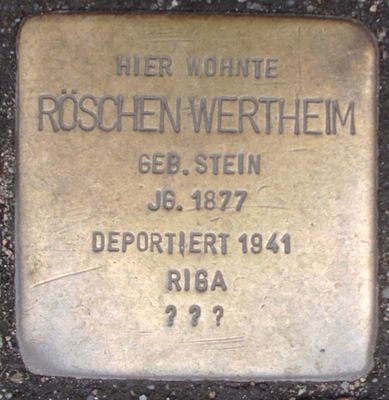 HIER WOHNTE
RÖSCHEN WERTHEIM
GEB. STEIN
JG. 1877
DEPORTIERT 1941
RIGA
? ? ?